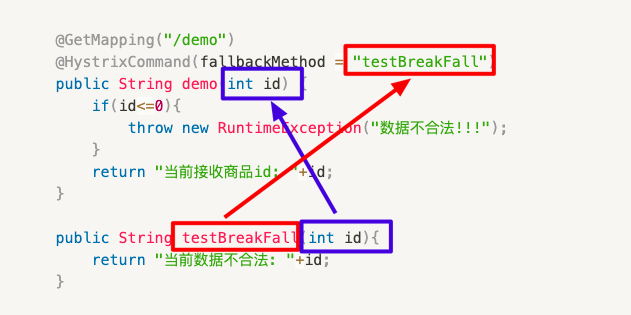 @GetMapping("/demo")
@HystrixCommand(fallbackMethod = "testBreakFall")
public String demo(int id) {
if(id<=0){
throw new RuntimeException("数据不合法!!!");
}
return "当前接收商品id: "+id;
}
public String testBreakFall(int id){
return "当前数据不合法: "+id;
}